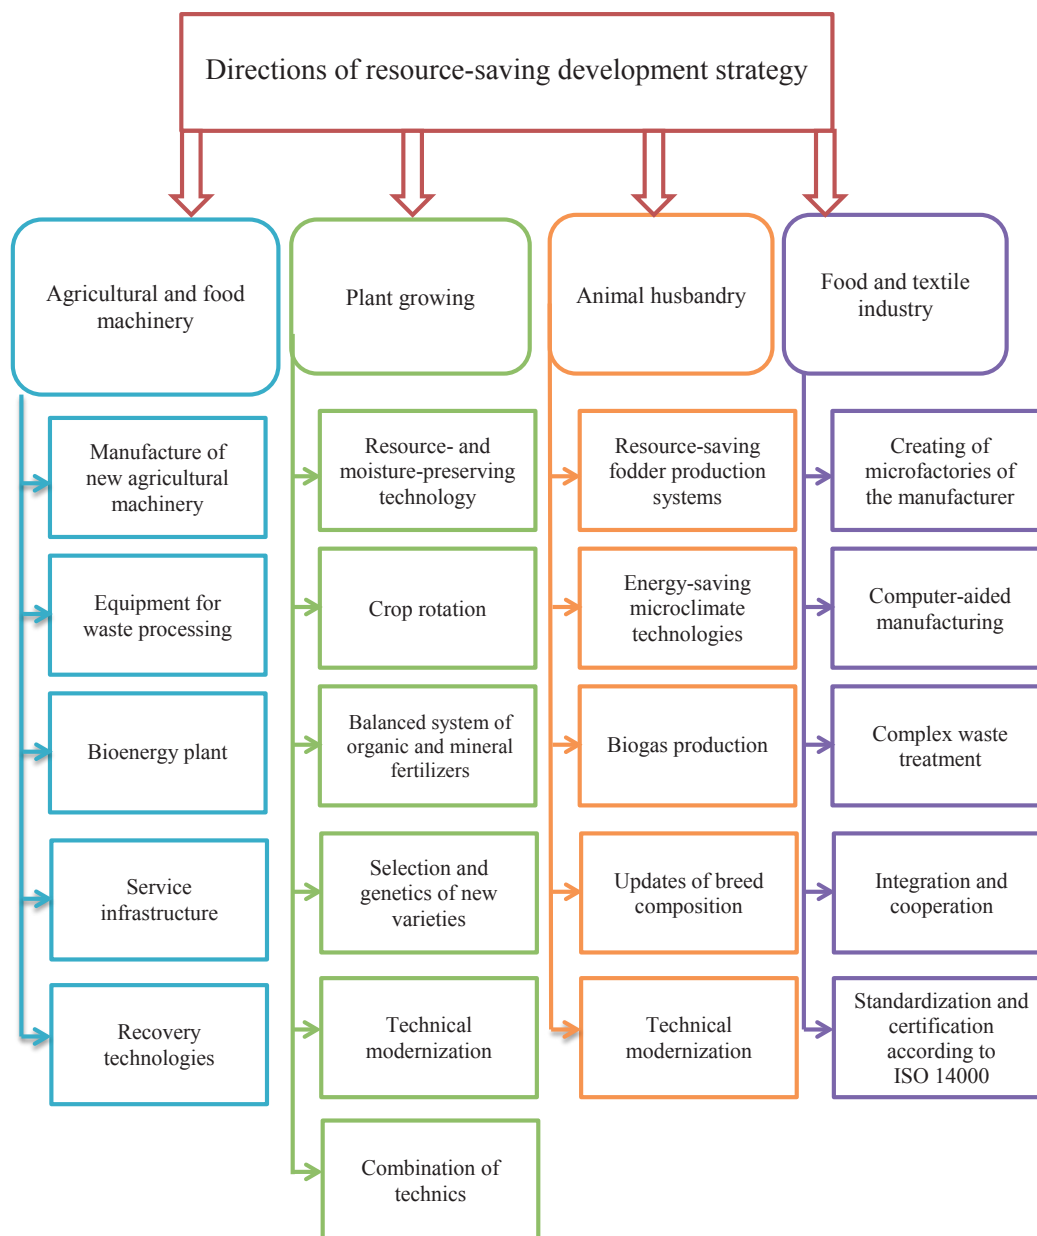 Directions of resource-saving development strategy
Agricultural and food
machinery
Plant growing
Animal husbandry
Food and textile
industry
Manufacture of
new agricultural
machinery
Equipment for
waste processing
Bioenergy plant
Service
infrastructure
Recovery
technologies
Resource- and
moisture-preserving
technology
Crop rotation
Balanced system of
organic and mineral
fertilizers
Selection and
genetics of new
varieties
Technical
modernization
Combination of
technics
Resource-saving
fodder production
systems
Energy-saving
microclimate
technologies
Biogas production
Updates of breed
composition
Technical
modernization
Creating of
microfactories of
the manufacturer
Computer-aided
manufacturing
Complex waste
treatment
Integration and
cooperation
Standardization and
certification
according to
ISO 14000